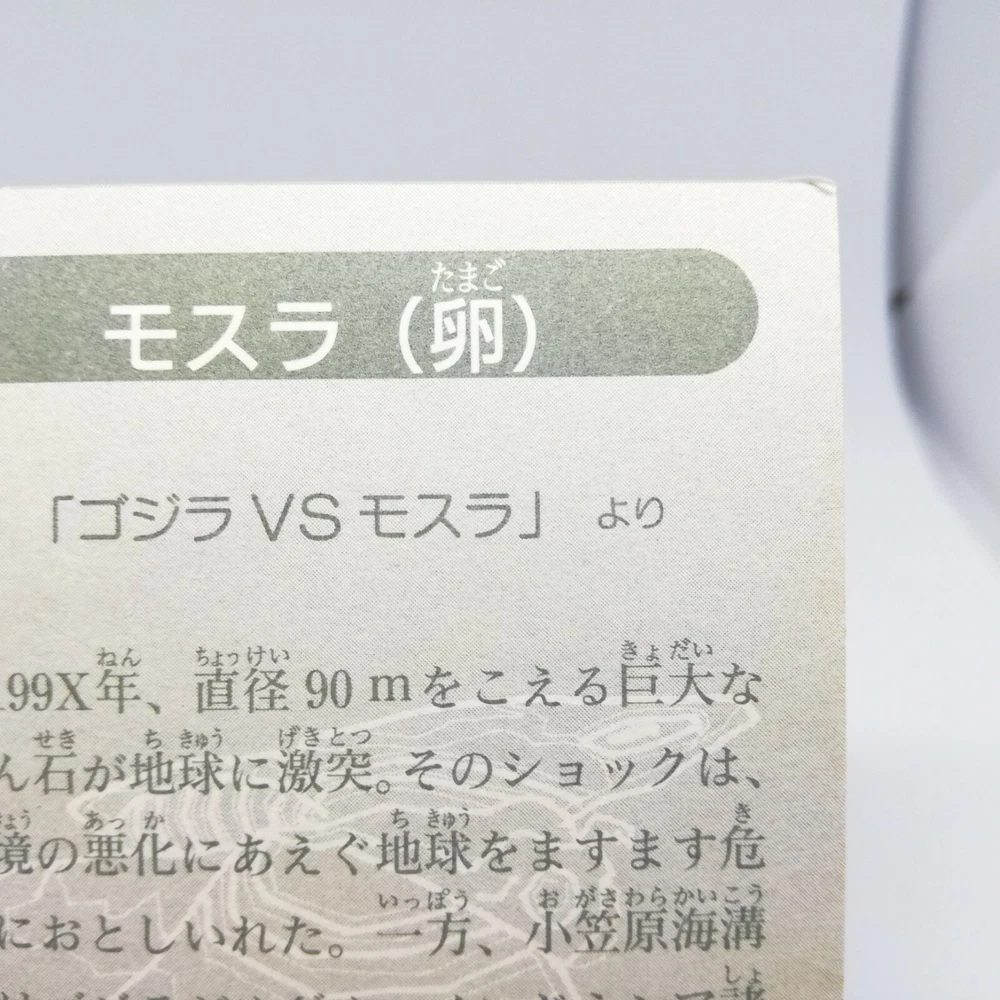 モスラ（卵）
たまご
「ゴジラ VS モスラ」 より
199X年、直径 90 mをこえる巨大な
ねん ちょっけい きょだい
ん石が地球に激突。そのショックは、
せき ちきゅう げきとつ
境の悪化にあえぐ地球をますます危
きょう あっか ちきゅう き
におとしいれた。一方、小笠原海溝
いっぽう おがさわらかいこう